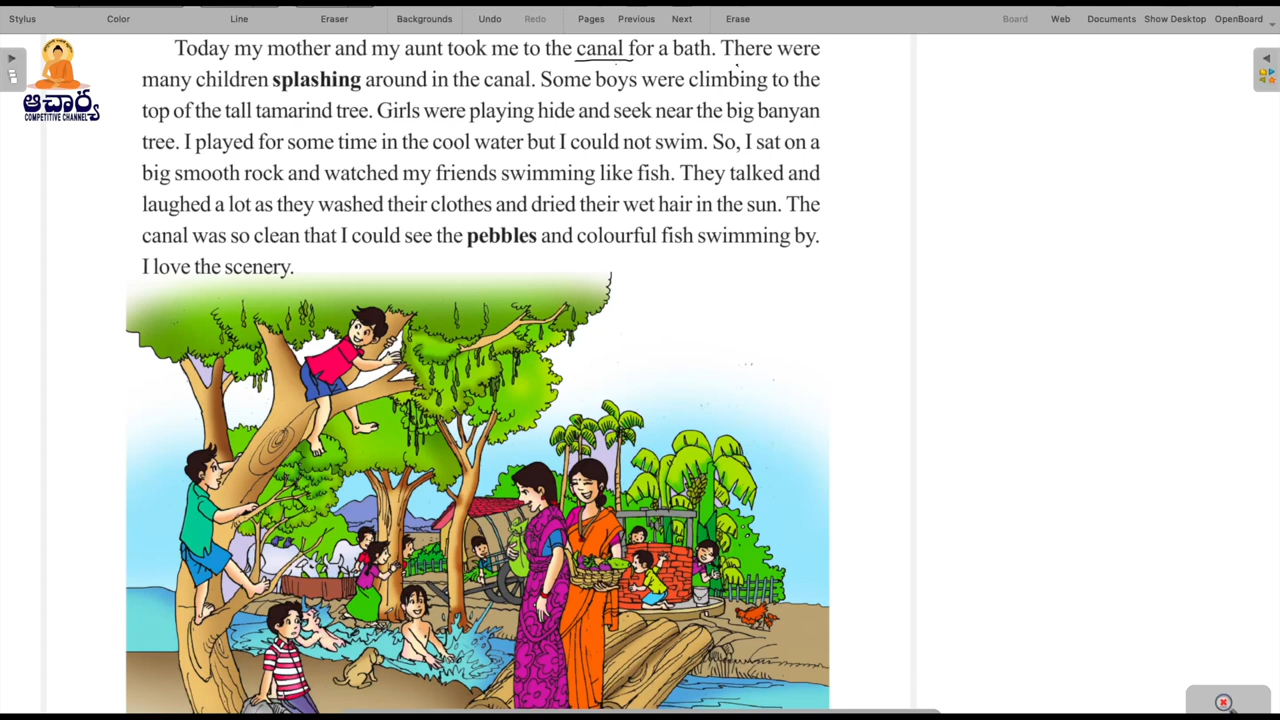 Stylus Color Line Eraser Backgrounds Undo Redo Pages Previous Next Erase Board Web Documents Show Desktop OpenBoard
ఆచార్య
COMPETITIVE CHANNEL
Today my mother and my aunt took me to the canal for a bath. There were
many children splashing around in the canal. Some boys were climbing to the
top of the tall tamarind tree. Girls were playing hide and seek near the big banyan
tree. I played for some time in the cool water but I could not swim. So, I sat on a
big smooth rock and watched my friends swimming like fish. They talked and
laughed a lot as they washed their clothes and dried their wet hair in the sun. The
canal was so clean that I could see the pebbles and colourful fish swimming by.
I love the scenery.